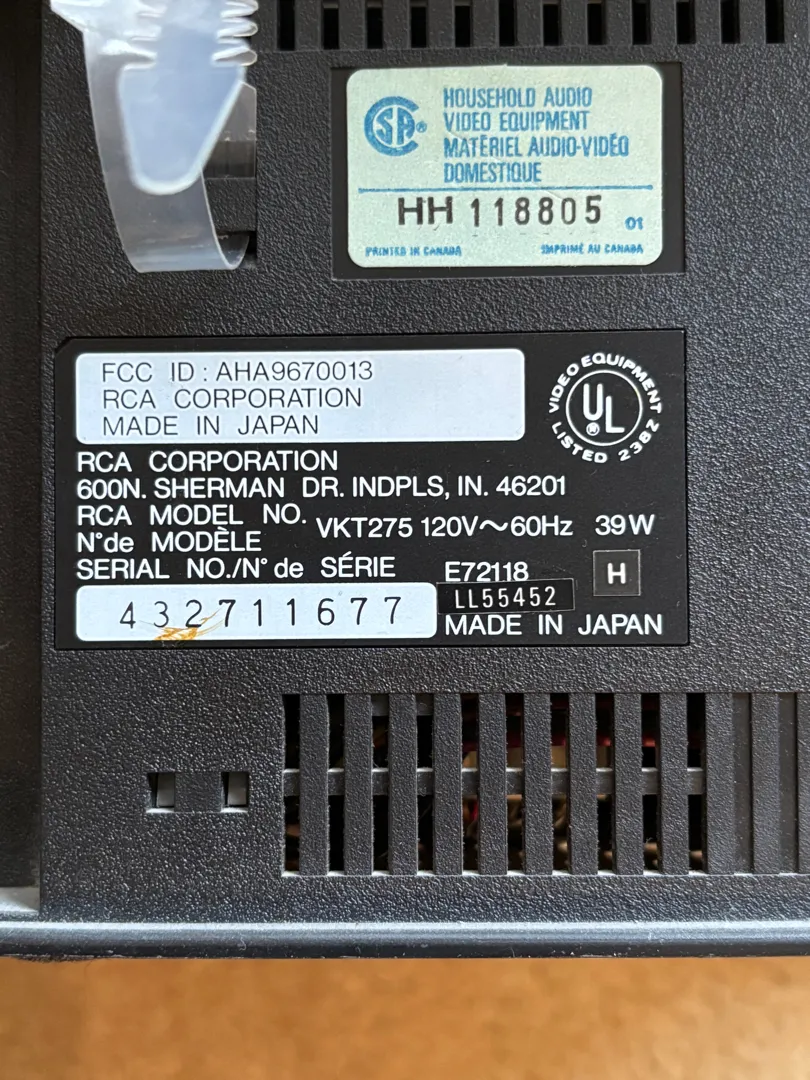 HOUSEHOLD AUDIO
VIDEO EQUIPMENT
MATÉRIEL AUDIO-VIDÉO
DOMESTIQUE
SA ®
HH 118805 01
PRINTED IN CANADA IMPRIMÉ AU CANADA
FCC ID : AHA9670013
RCA CORPORATION
MADE IN JAPAN
VIDEO EQUIPMENT
UL ®
LISTED 238Z
RCA CORPORATION
600N. SHERMAN DR. INDPLS, IN. 46201
RCA MODEL NO.
N°de MODÈLE
VKT275 120V～60Hz 39W
SERIAL NO./N° de SÉRIE
E72118 H
432711677
LL55452
MADE IN JAPAN